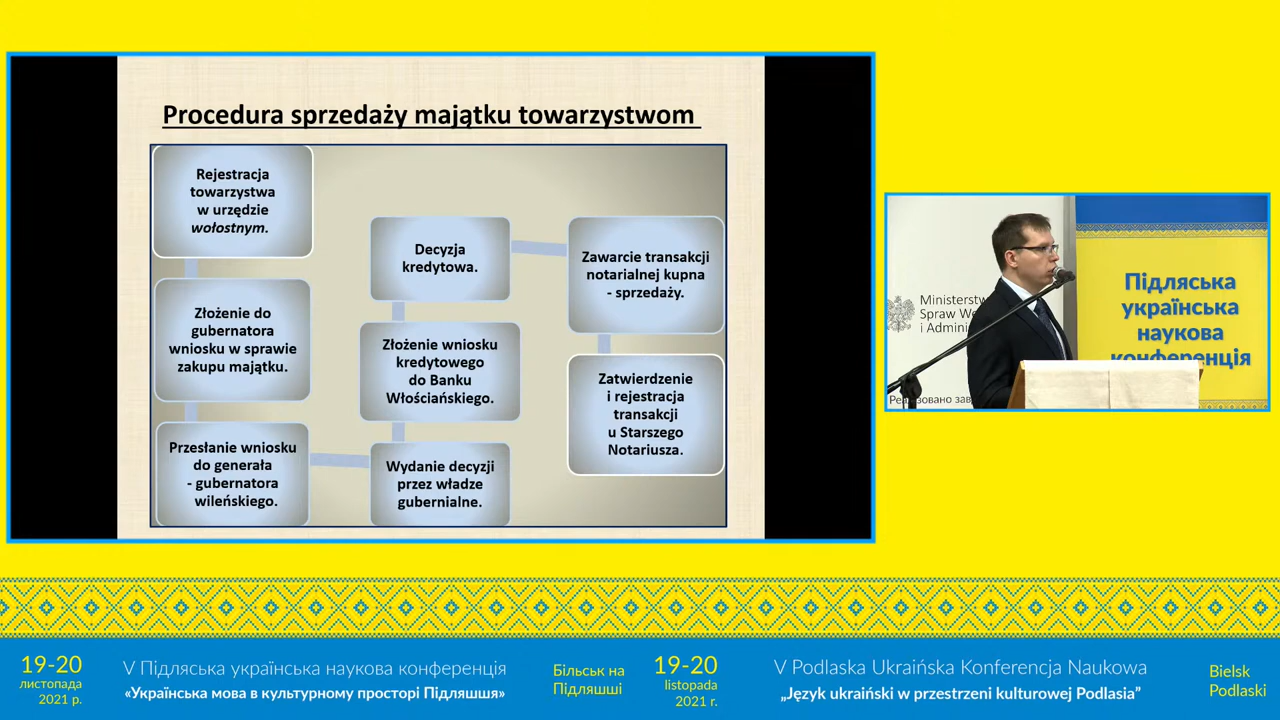 Procedura sprzedaży majątku towarzystwom
Rejestracja
towarzystwa
w urzędzie
wołostnym.
Złożenie do
gubernatora
wniosku w sprawie
zakupu majątku.
Przesłanie wniosku
do generała
- gubernatora
wileńskiego.
Decyzja
kredytowa.
Złożenie wniosku
kredytowego
do Banku
Włościańskiego.
Wydanie decyzji
przez władze
gubernialne.
Zawarcie transakcji
notarialnej kupna
- sprzedaży.
Zatwierdzenie
i rejestracja
transakcji
u Starszego
Notariusza.
Ministerstw
Spraw We
i Admini
Підляська
українська
наукова
конференція
19-20
листопада
2021 р.
V Підляська українська наукова конференція
«Українська мова в культурному просторі Підляшшя»
Більськ на
Підляшші
19-20
listopada
2021 r.
V Podlaska Ukraińska Konferencja Naukowa
„Język ukraiński w przestrzeni kulturowej Podlasia”
Bielsk
Podlaski